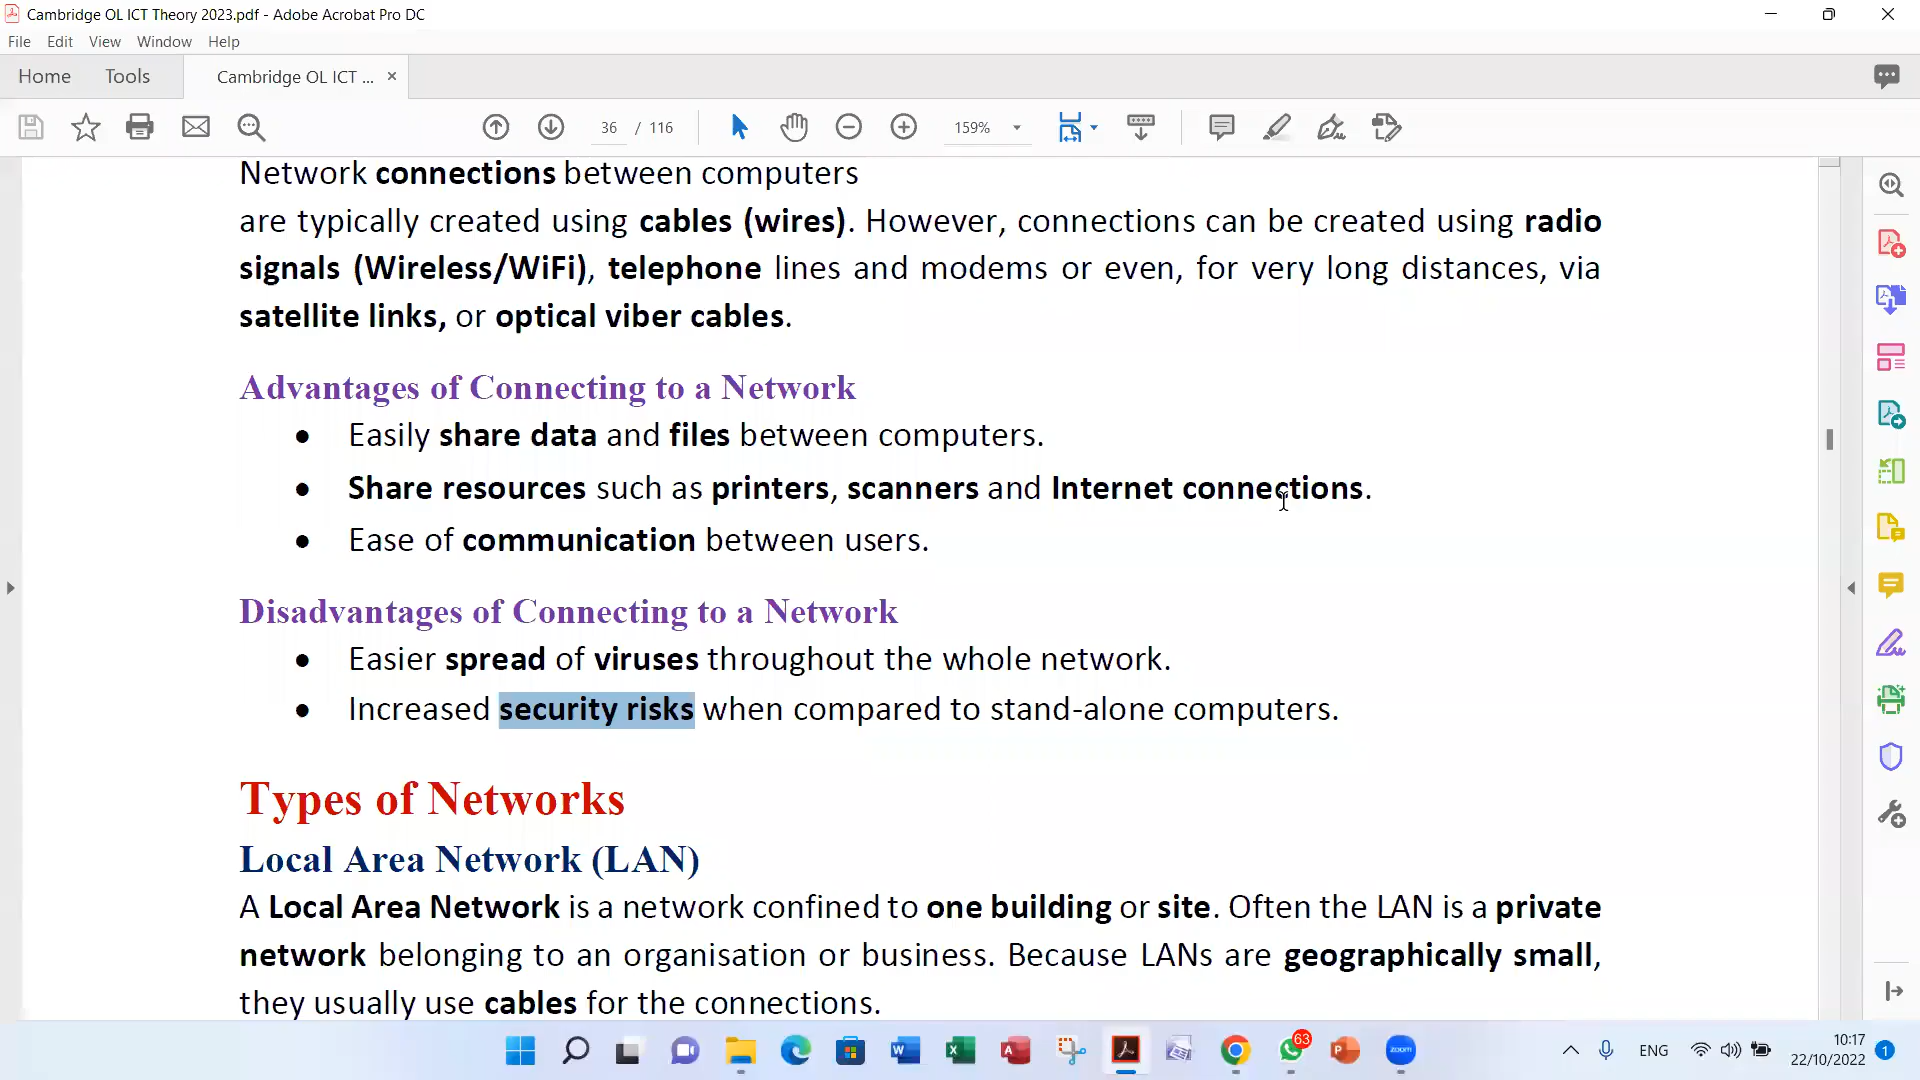 Cambridge OL ICT Theory 2023.pdf - Adobe Acrobat Pro DC
File Edit View Window Help
Home Tools Cambridge OL ICT ... ×
36 / 116 159%
Network connections between computers
are typically created using cables (wires). However, connections can be created using radio
signals (Wireless/WiFi), telephone lines and modems or even, for very long distances, via
satellite links, or optical viber cables.
Advantages of Connecting to a Network
● Easily share data and files between computers.
● Share resources such as printers, scanners and Internet connections.
● Ease of communication between users.
Disadvantages of Connecting to a Network
● Easier spread of viruses throughout the whole network.
● Increased security risks when compared to stand-alone computers.
Types of Networks
Local Area Network (LAN)
A Local Area Network is a network confined to one building or site. Often the LAN is a private
network belonging to an organisation or business. Because LANs are geographically small,
they usually use cables for the connections.
63
zoom
ENG
10:17
22/10/2022
1